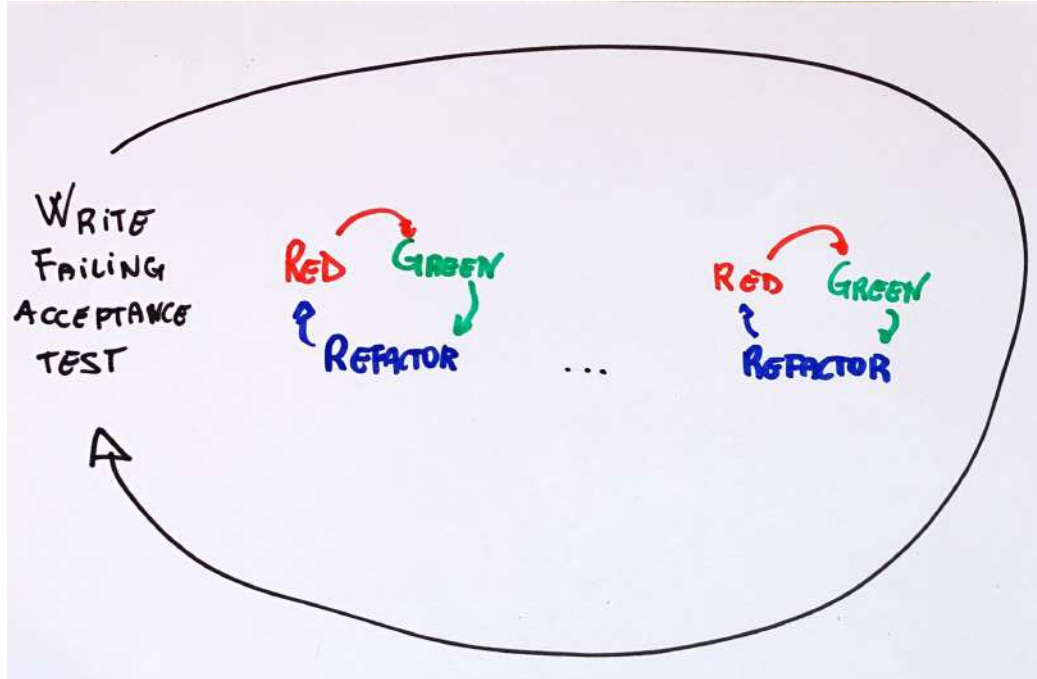 WRITE
FAILING
ACCEPTANCE
TEST
RED GREEN
REFACTOR
...
RED GREEN
REFACTOR